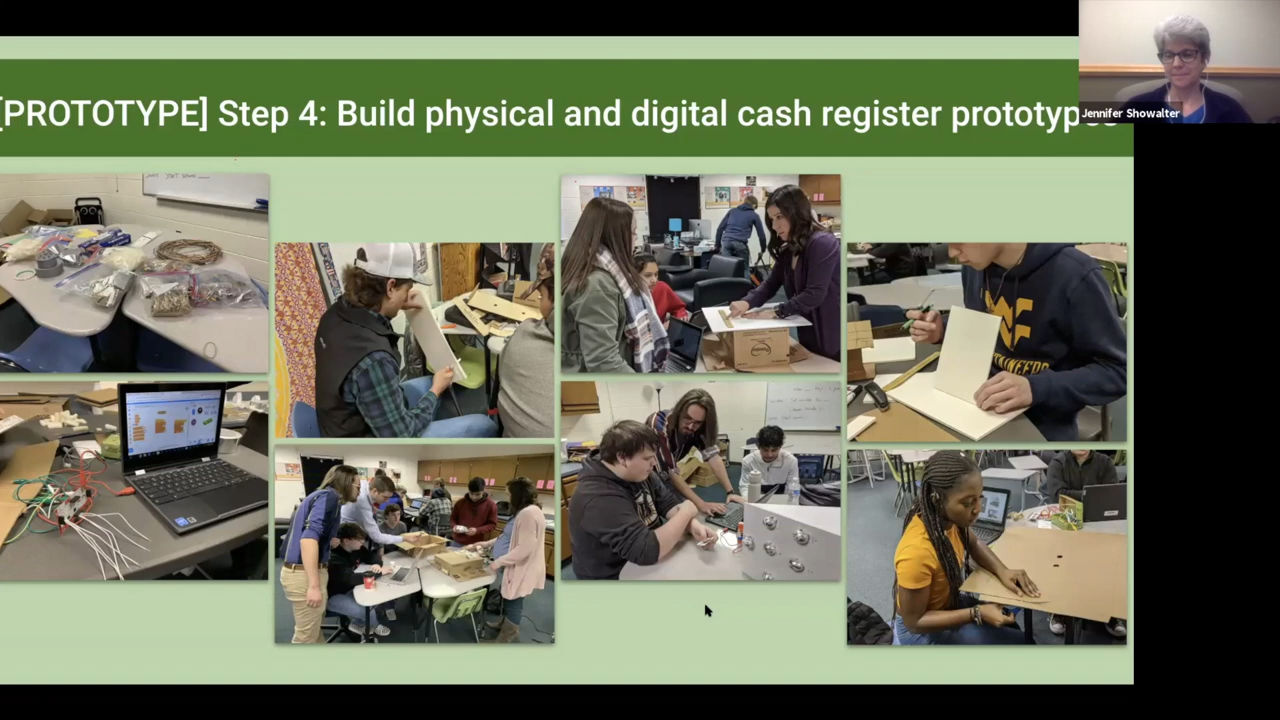 [PROTOTYPE] Step 4: Build physical and digital cash register prototypes
Jennifer Showalter